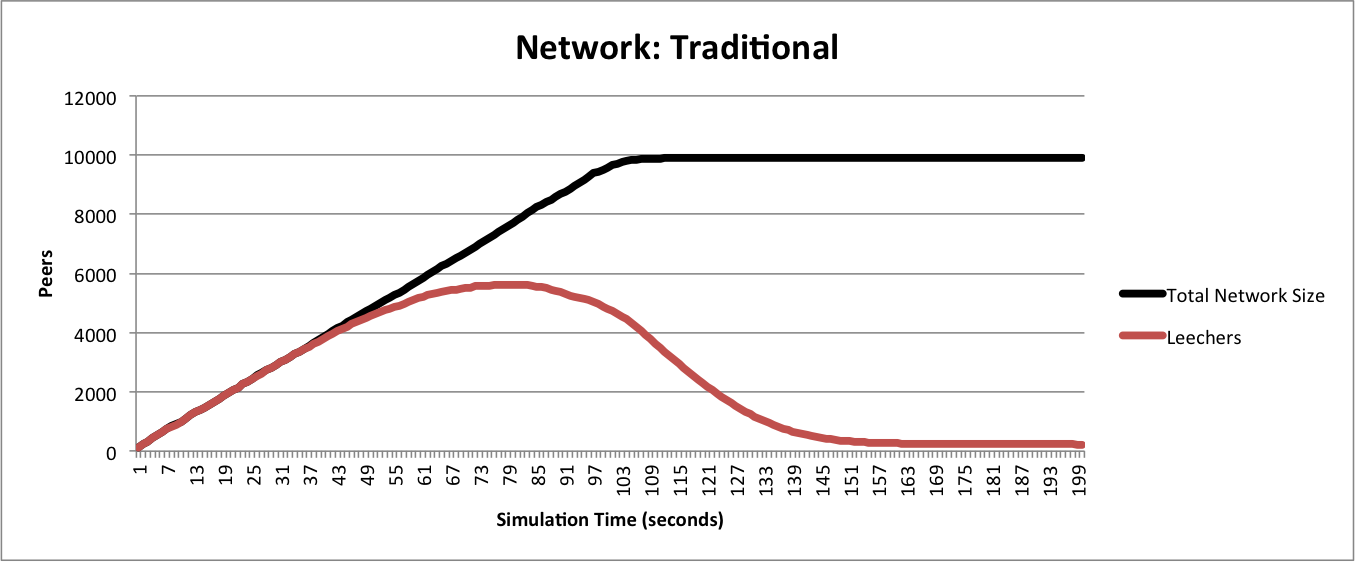 Network: Traditional
12000
10000
8000
6000
4000
2000
0
Peers
1 7 13 19 25 31 37 43 49 55 61 67 73 79 85 91 97 103 109 115 121 127 133 139 145 151 157 163 169 175 181 187 193 199
Simulation Time (seconds)
Total Network Size
Leechers